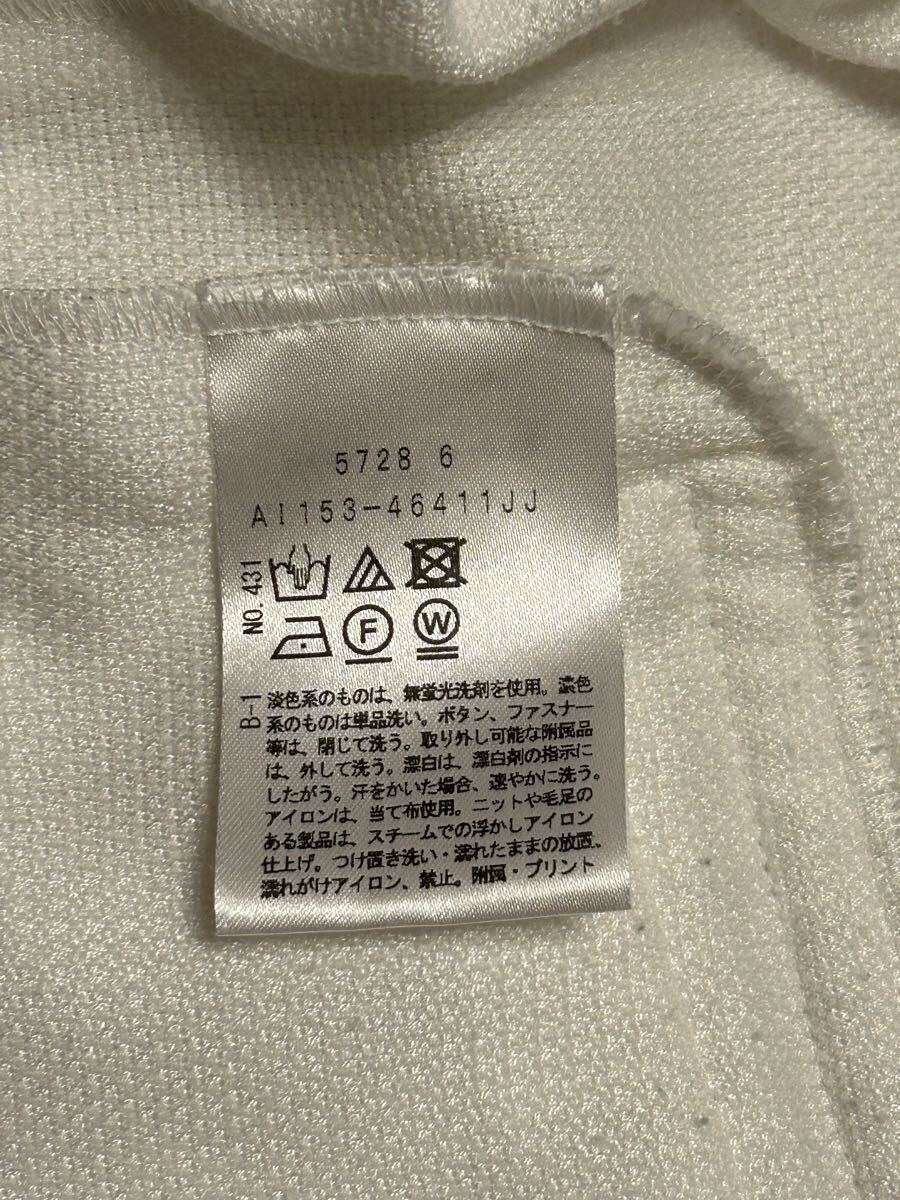 5728 6
AI153-46411JJ
NO.431
F
W
B-1
淡色系のものは、無蛍光洗剤を使用。濃色
系のものは単品洗い。ボタン、ファスナー
等は、閉じて洗う。取り外し可能な附属品
は、外して洗う。漂白は、漂白剤の指示に
したがう。汗をかいた場合、速やかに洗う。
アイロンは、当て布使用。ニットや毛足の
ある製品は、スチームでの浮かしアイロン
仕上げ。つけ置き洗い・濡れたままの放置、
濡れがけアイロン、禁止。附属・プリント